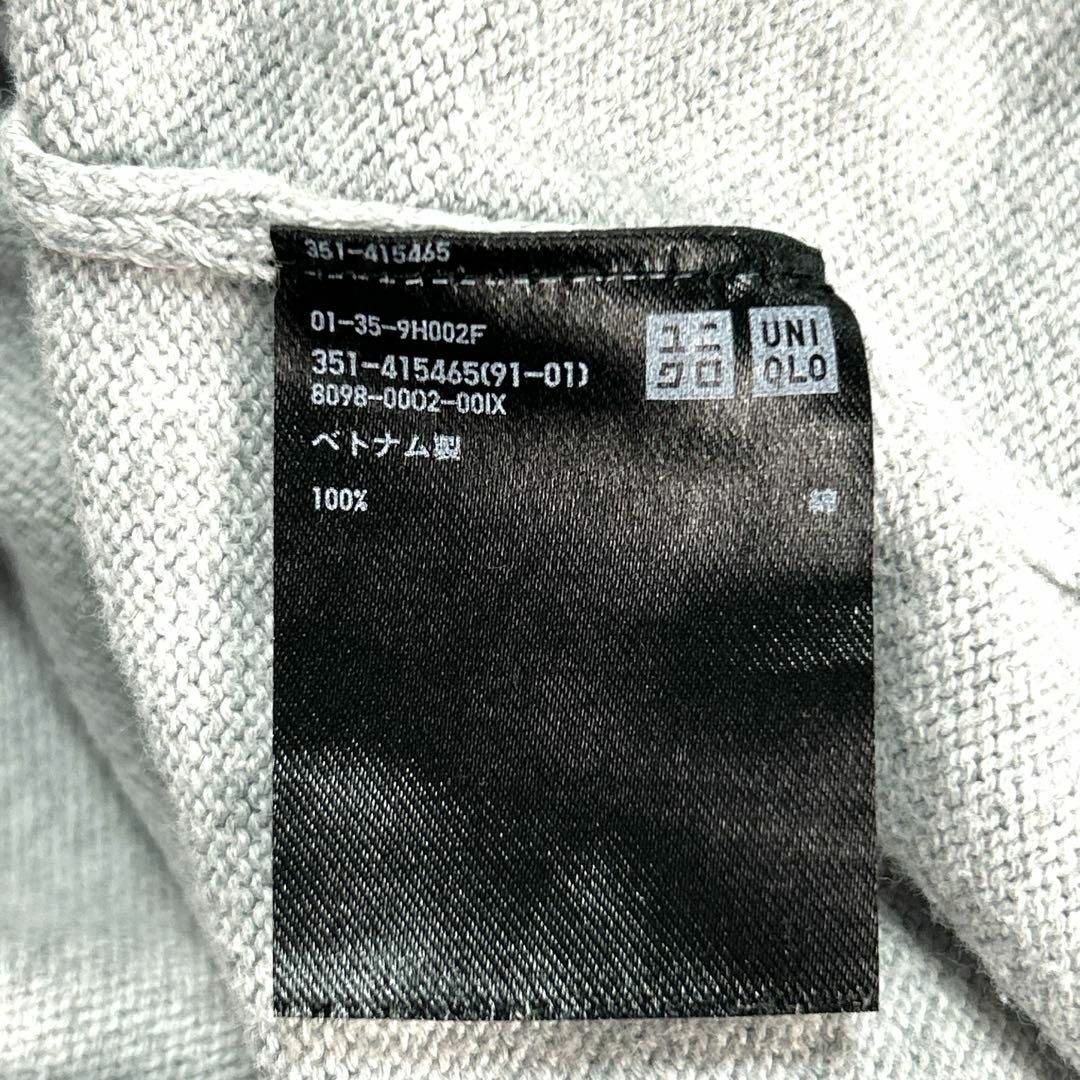 351-415465
01-35-9H002F
351-415465(91-01)
8098-0002-00IX
ベトナム製
100% 綿
ユニ
クロ
UNI
QLO